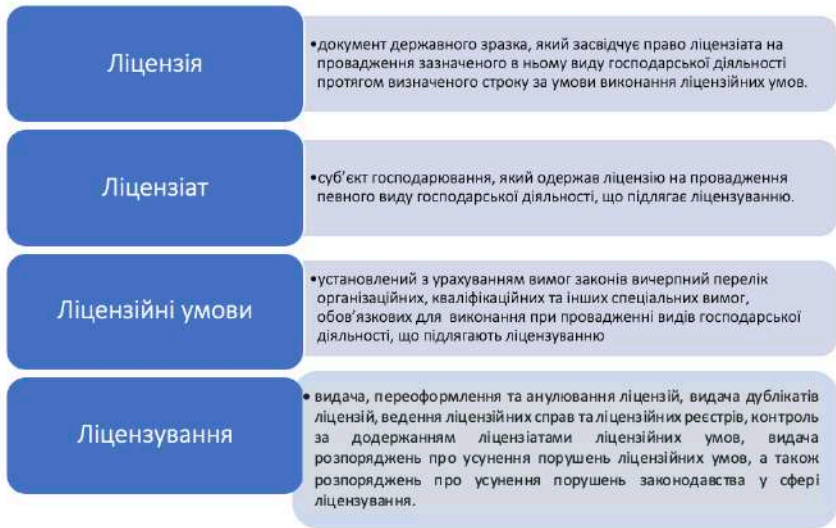 Ліцензія
•документ державного зразка, який засвідчує право ліцензіата на
провадження зазначеного в ньому виду господарської діяльності
протягом визначеного строку за умови виконання ліцензійних умов.
Ліцензіат
•суб’єкт господарювання, який одержав ліцензію на провадження
певного виду господарської діяльності, що підлягає ліцензуванню.
Ліцензійні умови
•установлений з урахуванням вимог законів вичерпний перелік
організаційних, кваліфікаційних та інших спеціальних вимог,
обов’язкових для виконання при провадженні видів господарської
діяльності, що підлягають ліцензуванню
Ліцензування
• видача, переоформлення та анулювання ліцензій, видача дублікатів
ліцензій, ведення ліцензійних справ та ліцензійних реєстрів, контроль
за додержанням ліцензіатами ліцензійних умов, видача
розпоряджень про усунення порушень ліцензійних умов, а також
розпоряджень про усунення порушень законодавства у сфері
ліцензування.